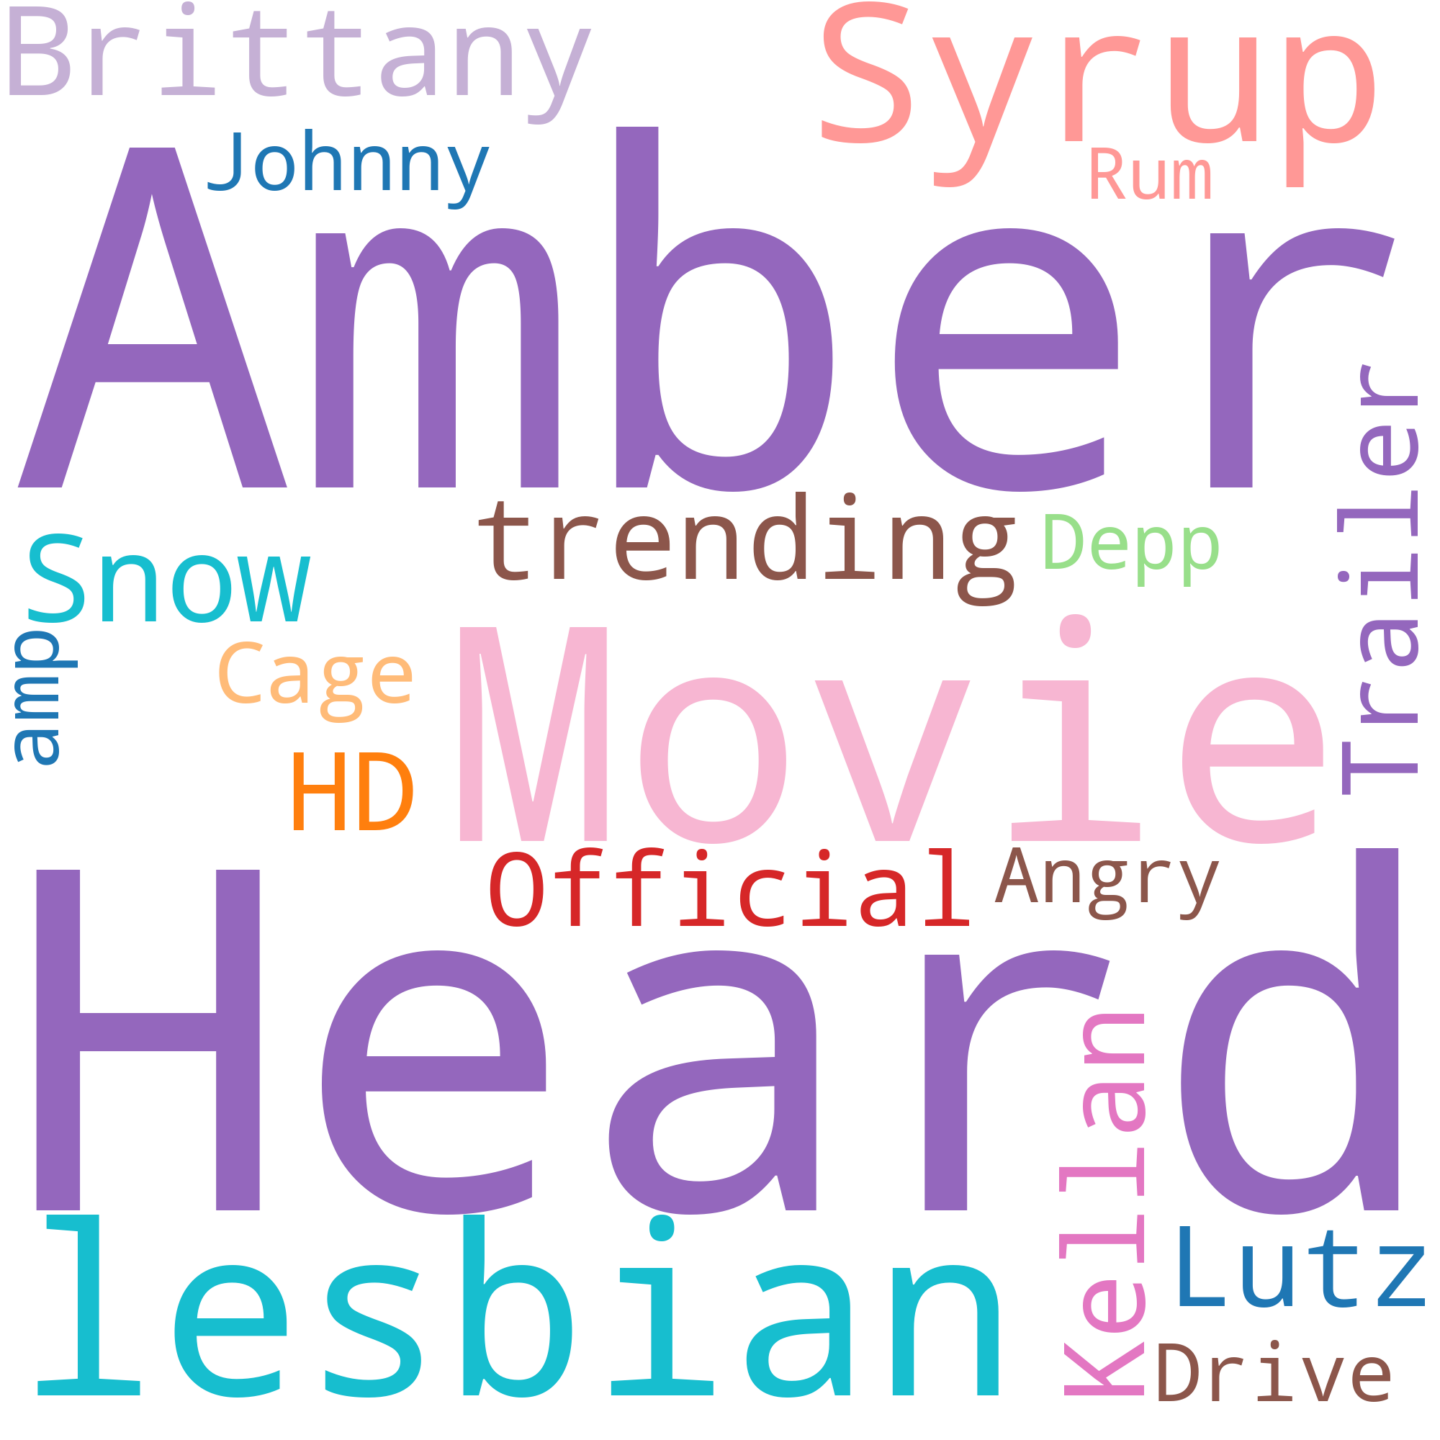 Brittany
Syrup
Johnny
Rum
Amber
Trailer
Snow
trending
Depp
amp
Cage
Movie
HD
Official
Angry
Heard
Kellan
lesbian
Lutz
Drive